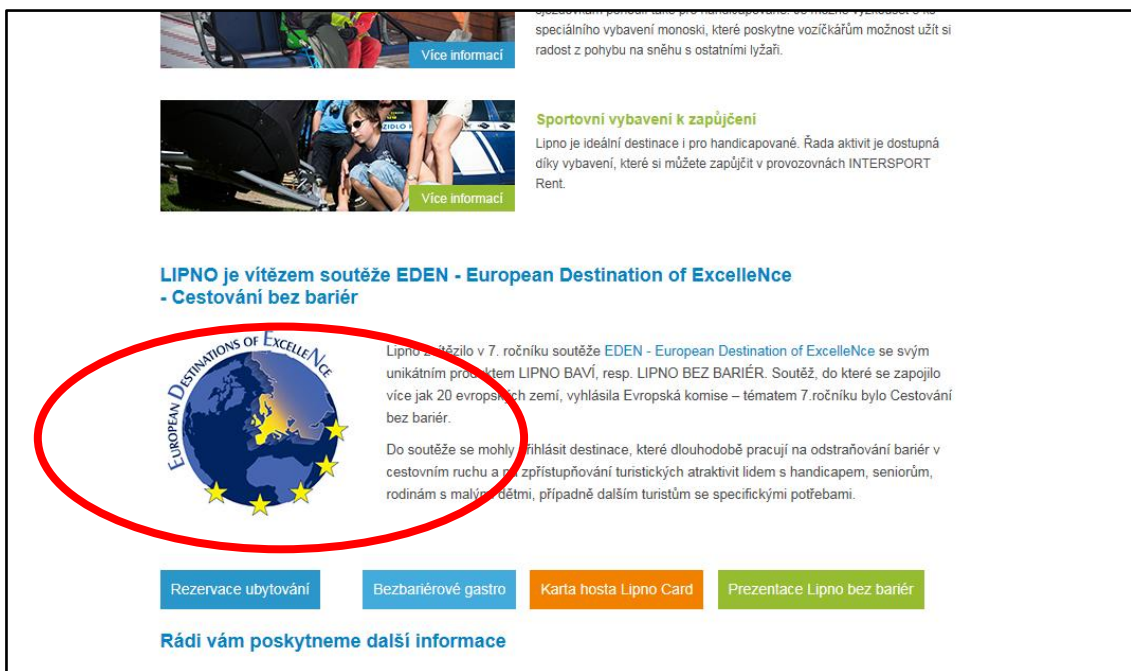 speciálního vybavení monoski, které poskytne vozíčkářům možnost užít si
radost z pohybu na sněhu s ostatními lyžaři.
Více informací
Sportovní vybavení k zapůjčení
Lipno je ideální destinace i pro handicapované. Řada aktivit je dostupná
díky vybavení, které si můžete zapůjčit v provozovnách INTERSPORT
Rent.
Více informací
LIPNO je vítězem soutěže EDEN - European Destination of ExcelleNce
- Cestování bez bariér
EUROPEAN DESTINATIONS OF EXCELLENCE
Lipno zvítězilo v 7. ročníku soutěže EDEN - European Destination of ExcelleNce se svým
unikátním produktem LIPNO BAVÍ, resp. LIPNO BEZ BARIÉR. Soutěž, do které se zapojilo
více jak 20 evropských zemí, vyhlásila Evropská komise – tématem 7.ročníku bylo Cestování
bez bariér.
Do soutěže se mohly přihlásit destinace, které dlouhodobě pracují na odstraňování bariér v
cestovním ruchu a na zpřístupňování turistických atraktivit lidem s handicapem, seniorům,
rodinám s malými dětmi, případně dalším turistům se specifickými potřebami.
Rezervace ubytování
Bezbariérové gastro
Karta hosta Lipno Card
Prezentace Lipno bez bariér
Rádi vám poskytneme další informace